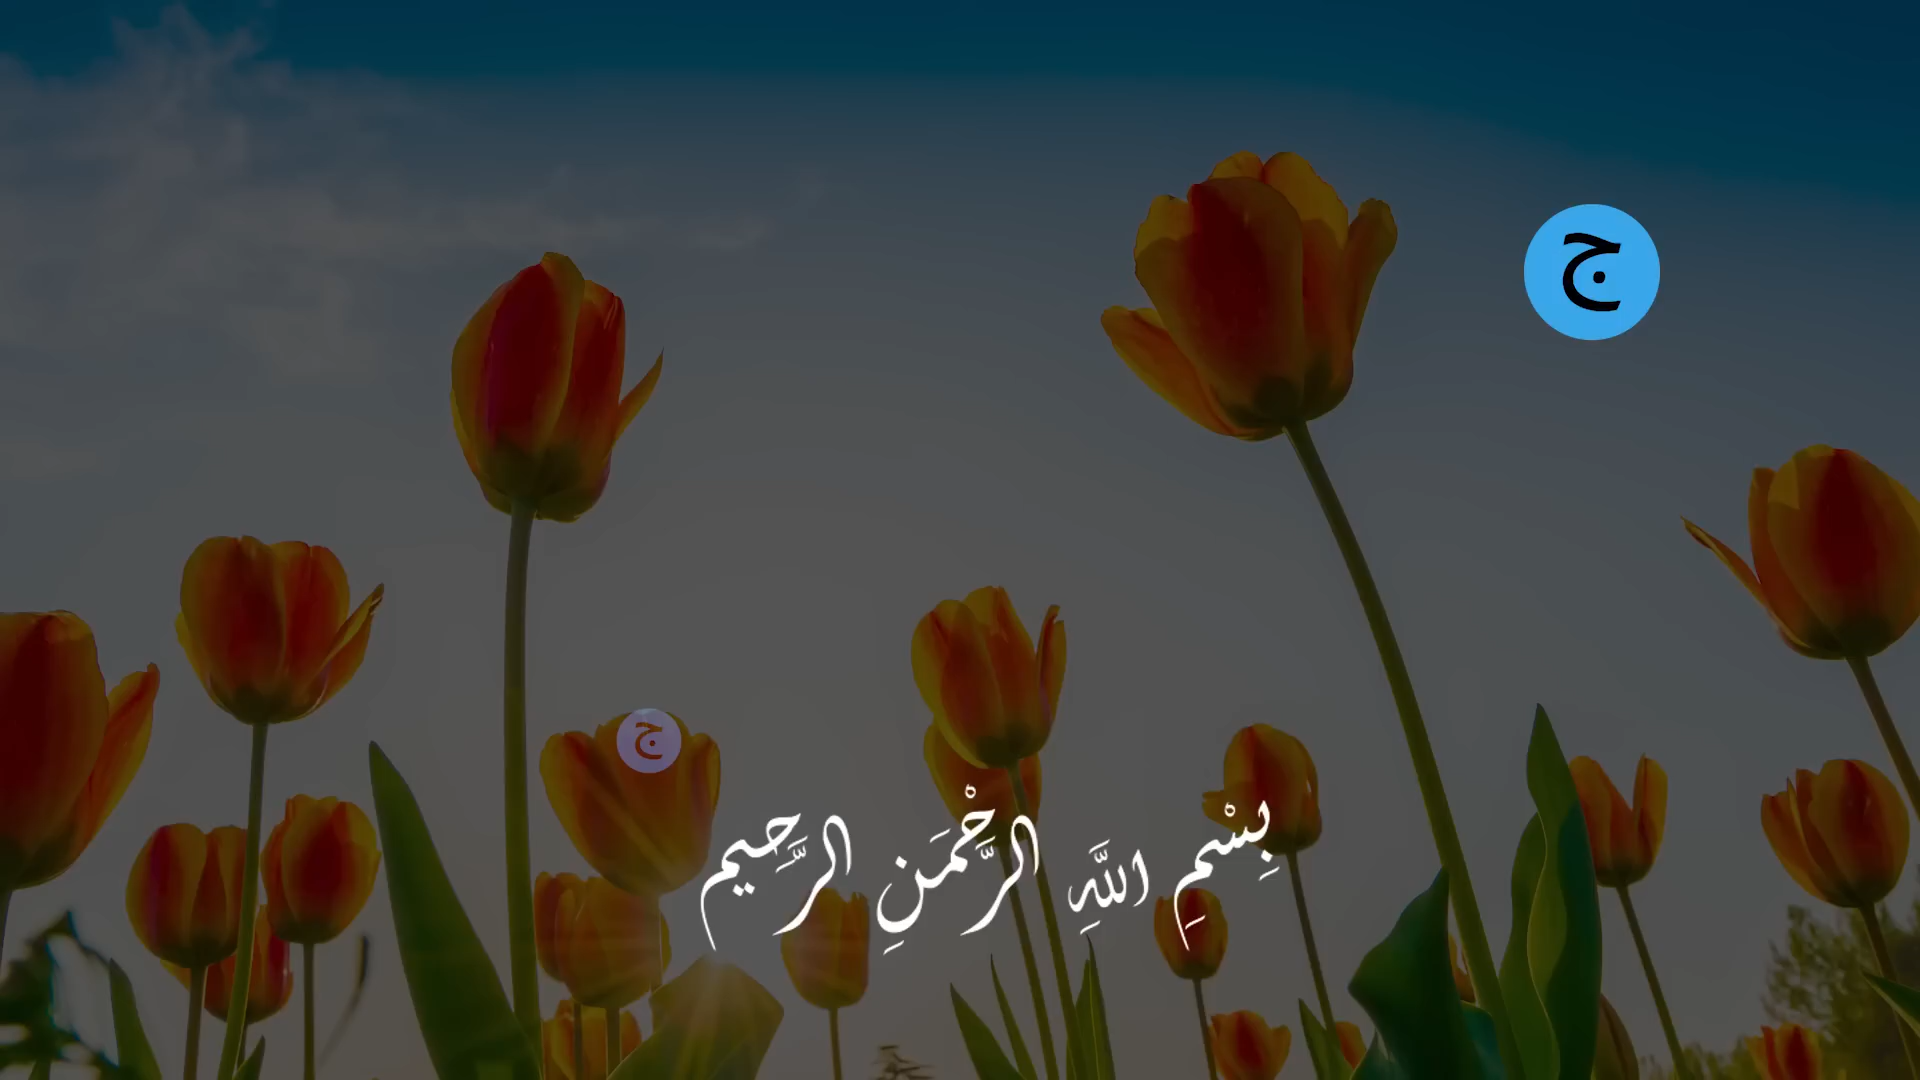 ج
ج
بِسْمِ اللَّهِ الرَّحْمَنِ الرَّحِيم